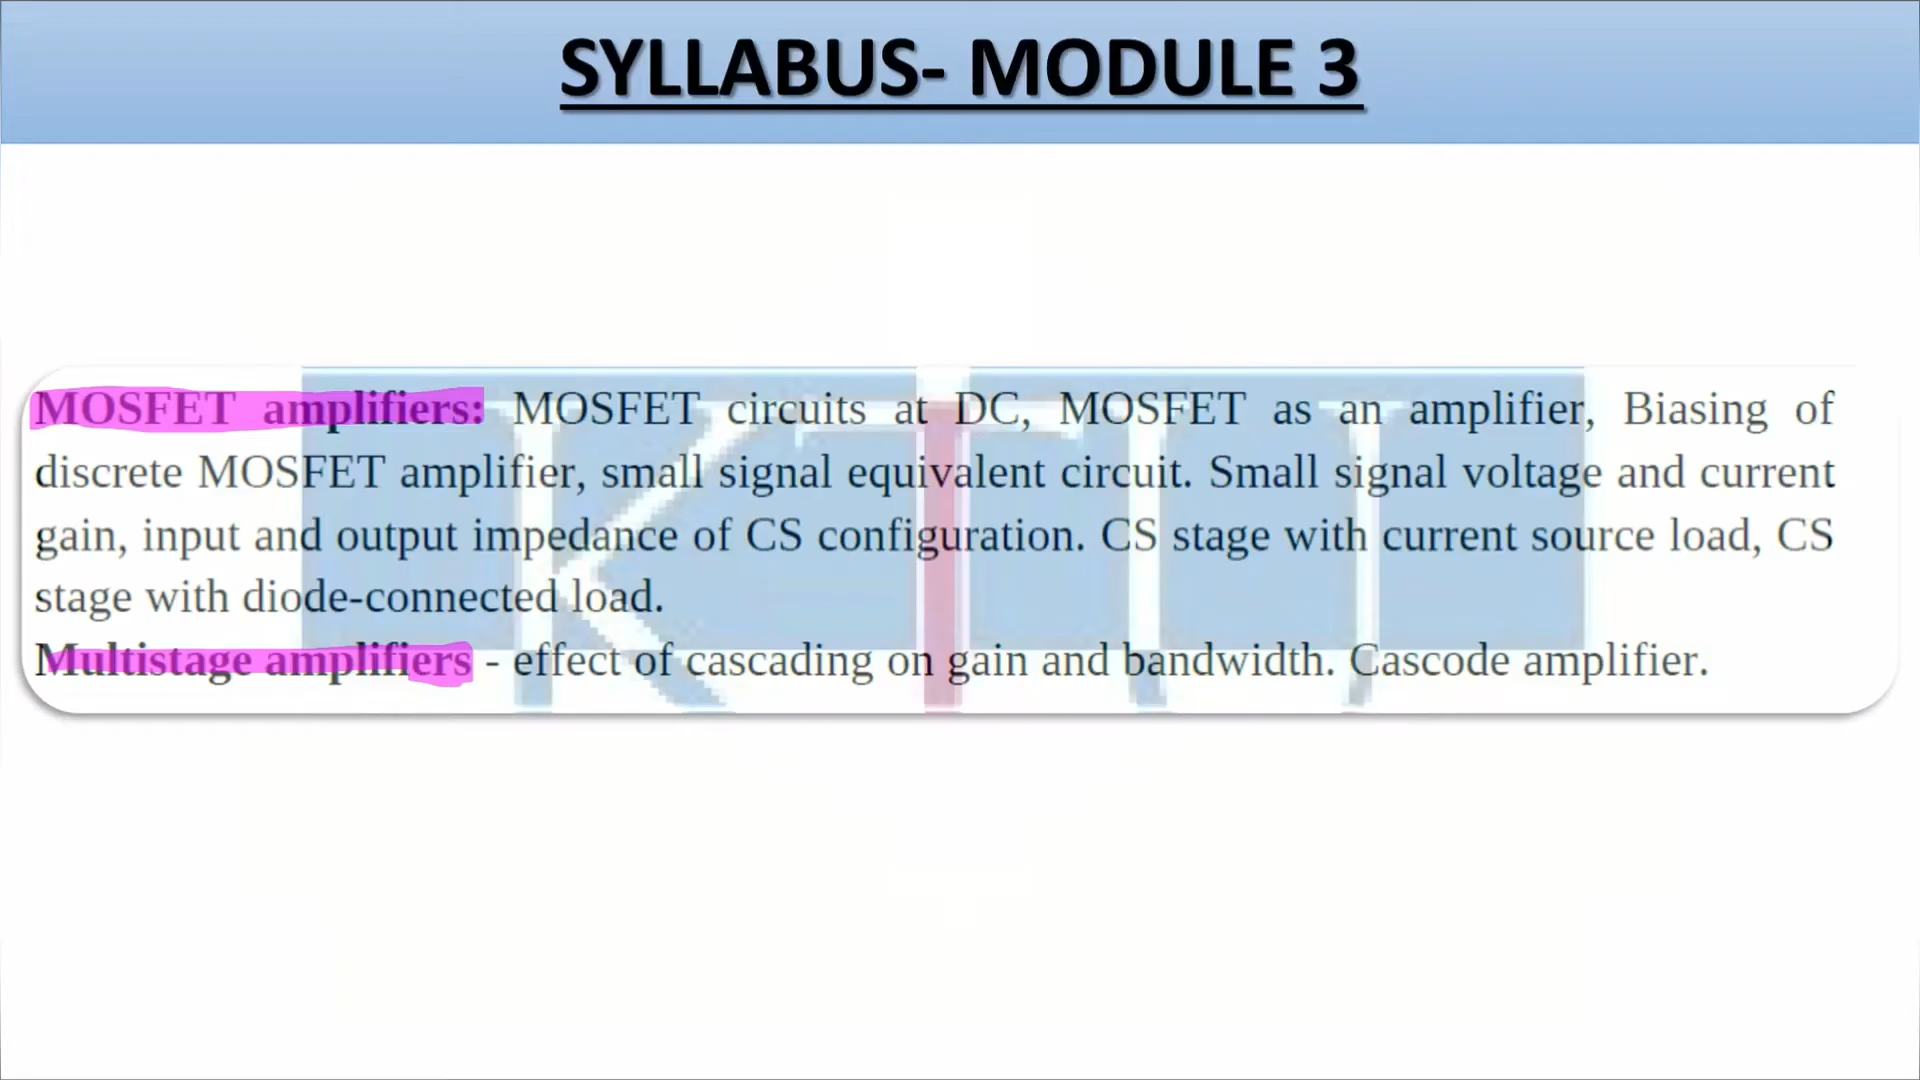 SYLLABUS- MODULE 3
MOSFET amplifiers: MOSFET circuits at DC, MOSFET as an amplifier, Biasing of
discrete MOSFET amplifier, small signal equivalent circuit. Small signal voltage and current
gain, input and output impedance of CS configuration. CS stage with current source load, CS
stage with diode-connected load.
Multistage amplifiers - effect of cascading on gain and bandwidth. Cascode amplifier.
KTU